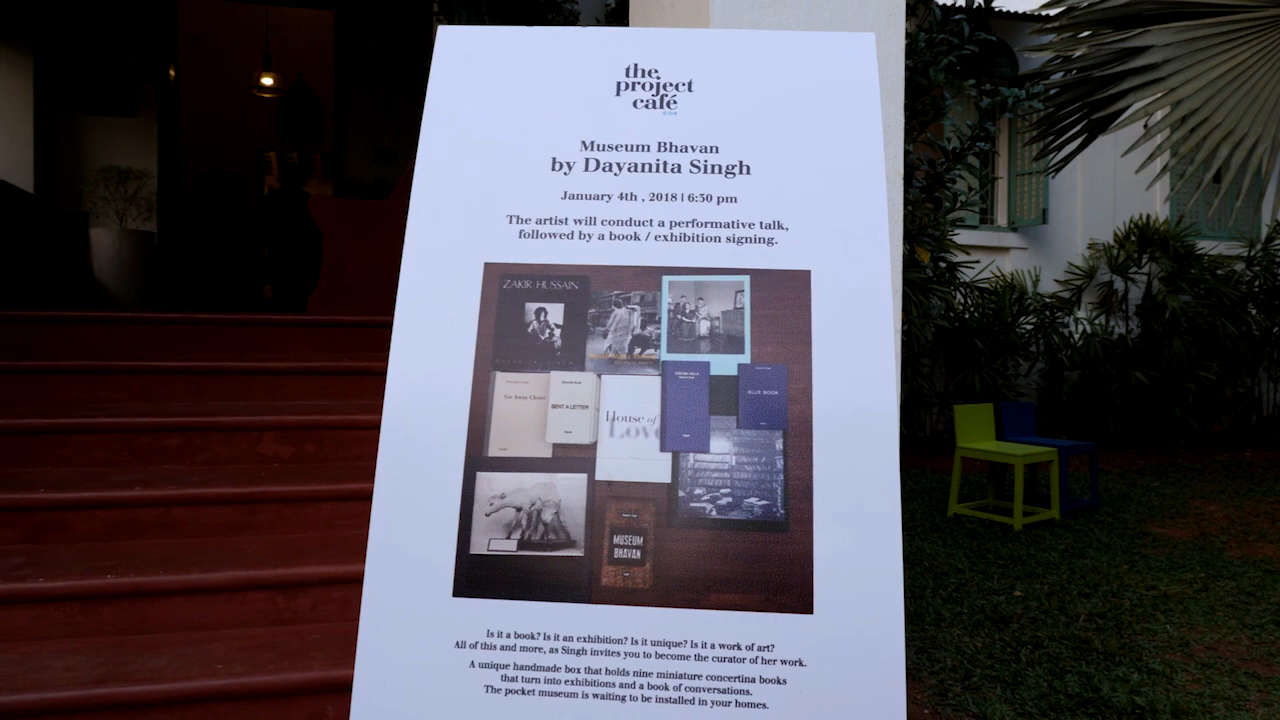 the
project
café
GOA
Museum Bhavan
by Dayanita Singh
January 4th , 2018 | 6:30 pm
The artist will conduct a performative talk,
followed by a book / exhibition signing.
ZAKIR HUSSAIN
Go Away Closer
SENT A LETTER
House of
Love
BLUE BOOK
MUSEUM
BHAVAN
Is it a book? Is it an exhibition? Is it unique? Is it a work of art?
All of this and more, as Singh invites you to become the curator of her work.
A unique handmade box that holds nine miniature concertina books
that turn into exhibitions and a book of conversations.
The pocket museum is waiting to be installed in your homes.